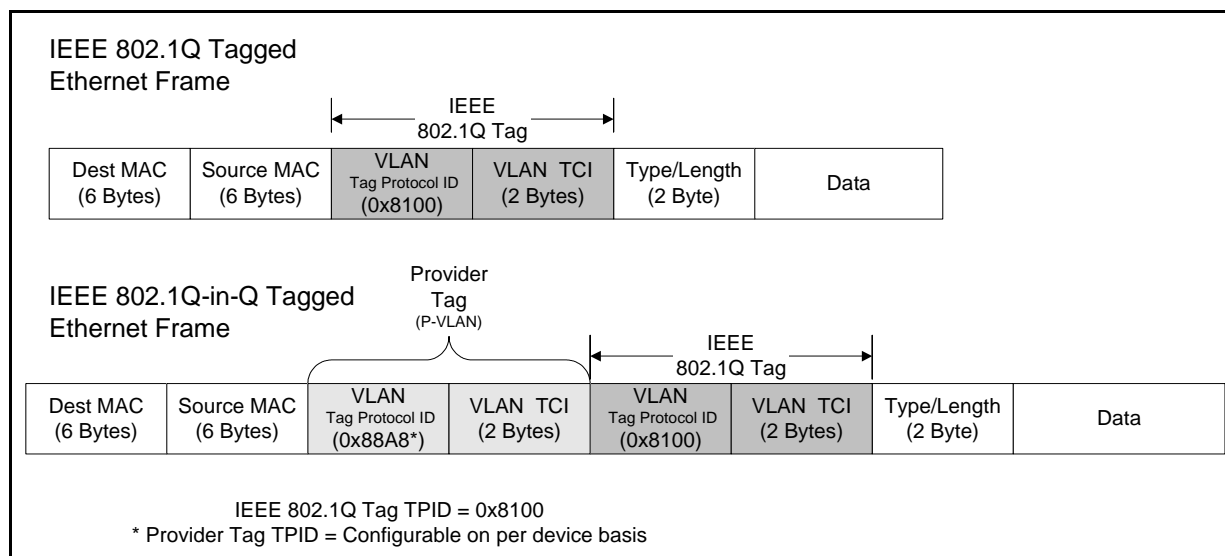 IEEE 802.1Q Tagged
Ethernet Frame
IEEE
802.1Q Tag
Dest MAC
(6 Bytes)
Source MAC
(6 Bytes)
VLAN
Tag Protocol ID
(0x8100)
VLAN TCI
(2 Bytes)
Type/Length
(2 Byte)
Data
IEEE 802.1Q-in-Q Tagged
Ethernet Frame
Provider
Tag
(P-VLAN)
IEEE
802.1Q Tag
Dest MAC
(6 Bytes)
Source MAC
(6 Bytes)
VLAN
Tag Protocol ID
(0x88A8*)
VLAN TCI
(2 Bytes)
VLAN
Tag Protocol ID
(0x8100)
VLAN TCI
(2 Bytes)
Type/Length
(2 Byte)
Data
IEEE 802.1Q Tag TPID = 0x8100
* Provider Tag TPID = Configurable on per device basis